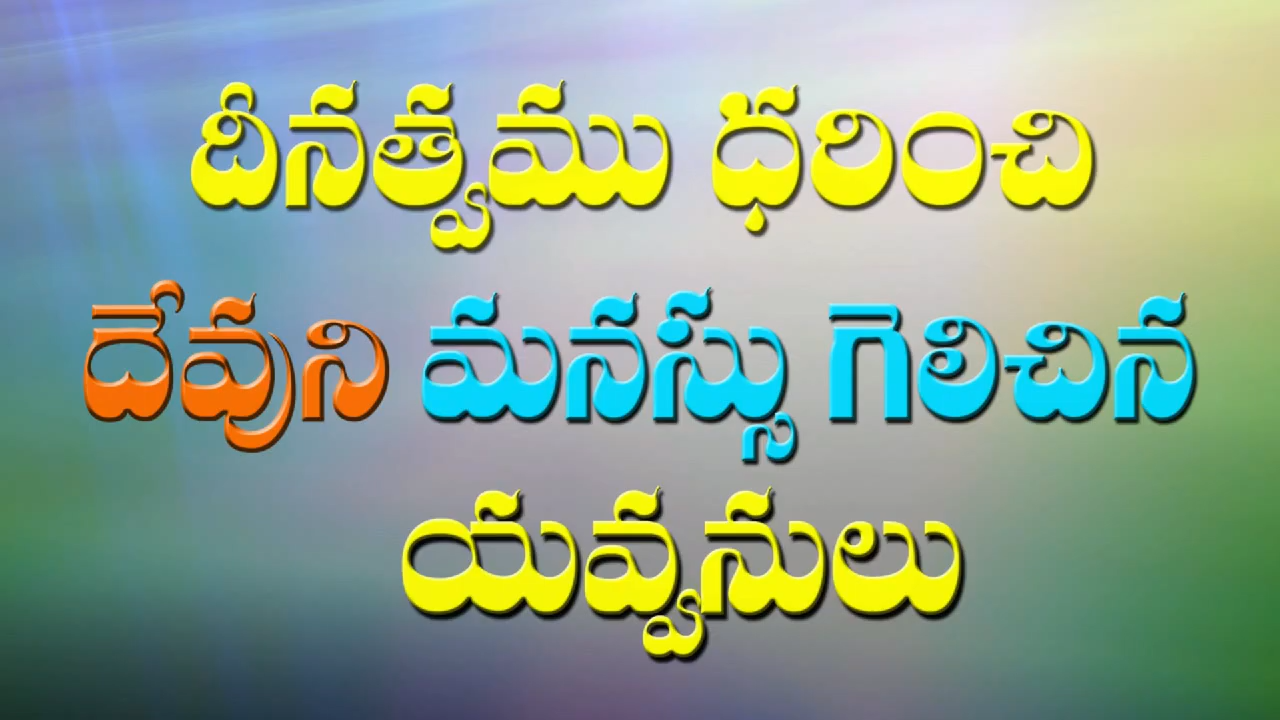 దీనత్వము ధరించి
దేవుని మనస్సు గెలిచిన
యవ్వనులు